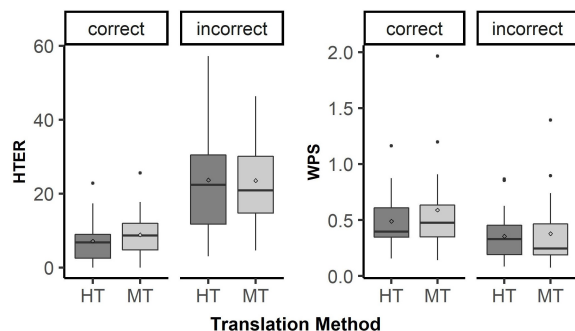 correct incorrect
60
40
20
0
HTER
HT MT HT MT
correct incorrect
2.0
1.5
1.0
0.5
0.0
WPS
HT MT HT MT
Translation Method